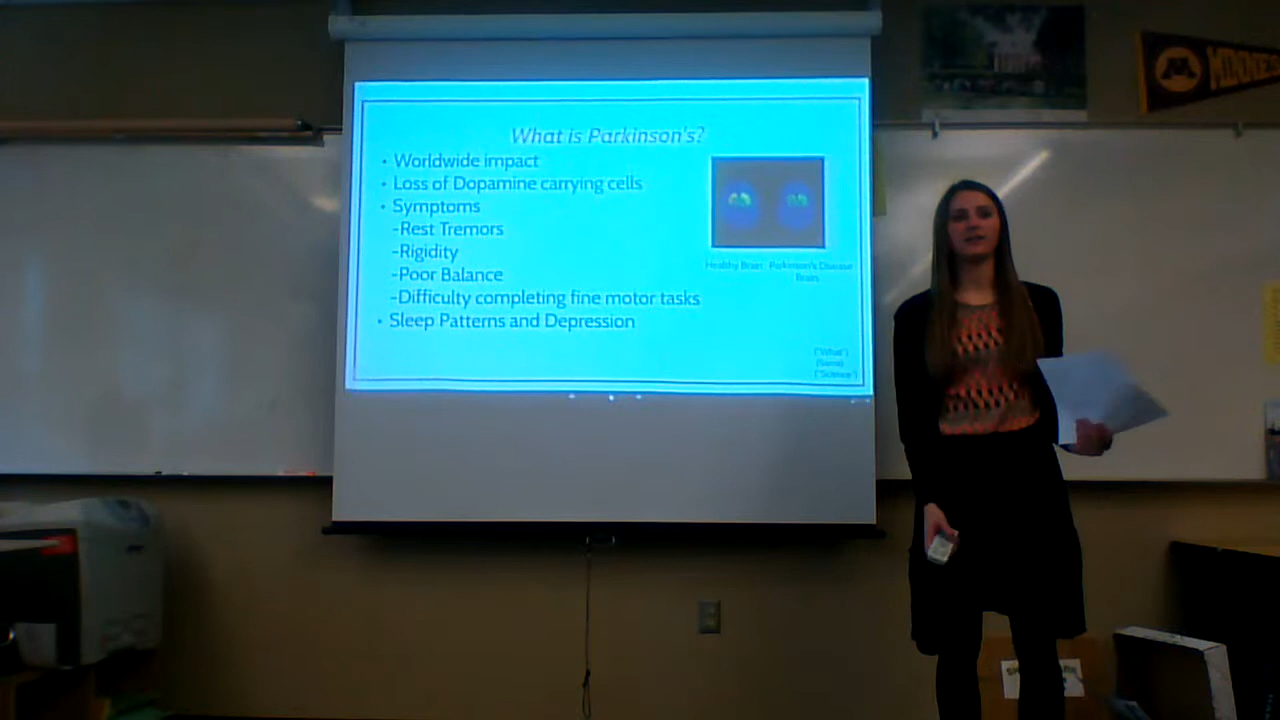 What is Parkinson's?
• Worldwide impact
• Loss of Dopamine carrying cells
• Symptoms
-Rest Tremors
-Rigidity
-Poor Balance
-Difficulty completing fine motor tasks
• Sleep Patterns and Depression
Healthy Brain Parkinson's Disease
Brain
("What")
("Science")
M